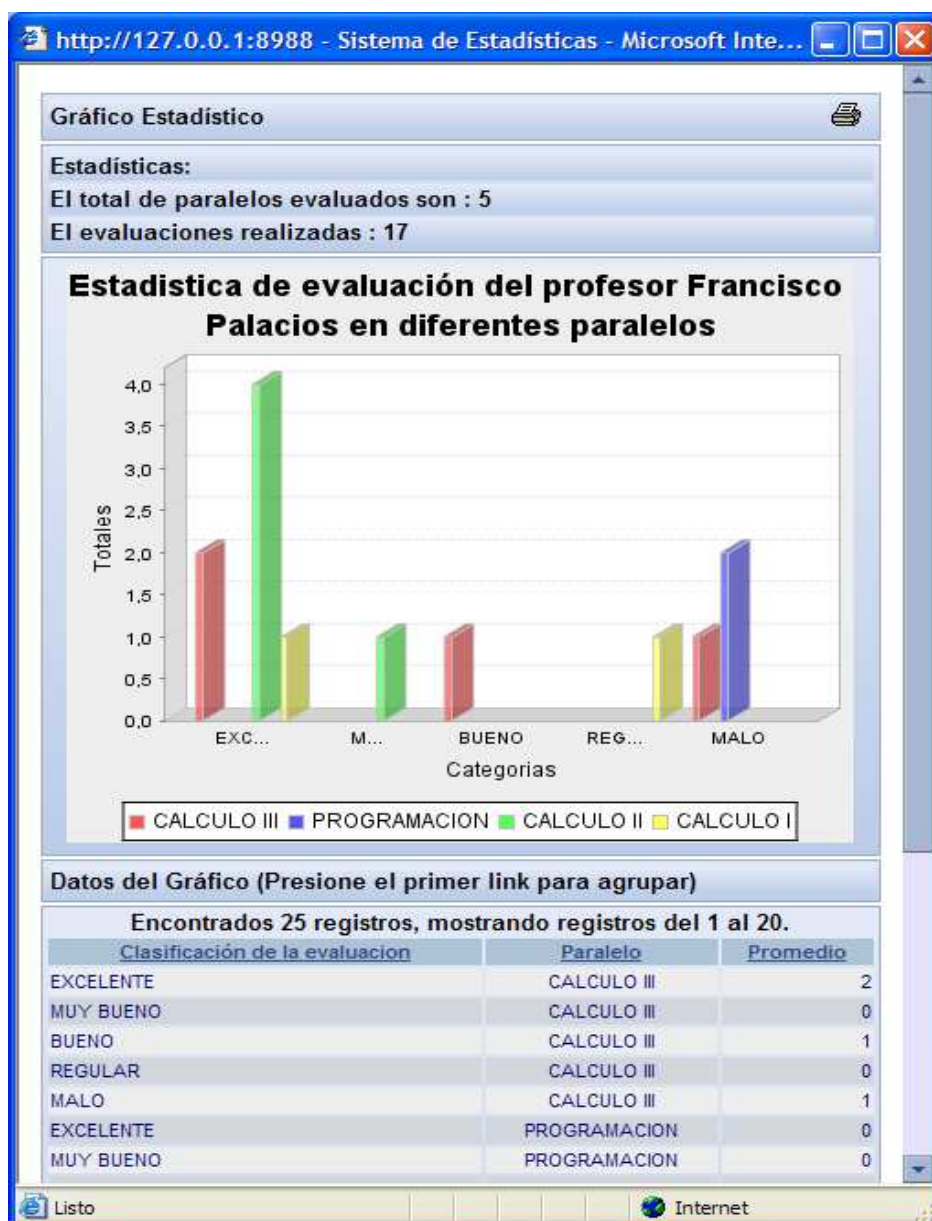 http://127.0.0.1:8988 - Sistema de Estadísticas - Microsoft Inte...
Gráfico Estadístico
Estadísticas:
El total de paralelos evaluados son : 5
El evaluaciones realizadas : 17
Estadistica de evaluación del profesor Francisco
Palacios en diferentes paralelos
4,0
3,5
3,0
2,5
2,0
1,5
1,0
0,5
0,0
Totales
EXC... M... BUENO REG... MALO
Categorias
CALCULO III PROGRAMACION CALCULO II CALCULO I
Datos del Gráfico (Presione el primer link para agrupar)
Encontrados 25 registros, mostrando registros del 1 al 20.
Clasificación de la evaluacion Paralelo Promedio
EXCELENTE CALCULO III 2
MUY BUENO CALCULO III 0
BUENO CALCULO III 1
REGULAR CALCULO III 0
MALO CALCULO III 1
EXCELENTE PROGRAMACION 0
MUY BUENO PROGRAMACION 0
Listo Internet